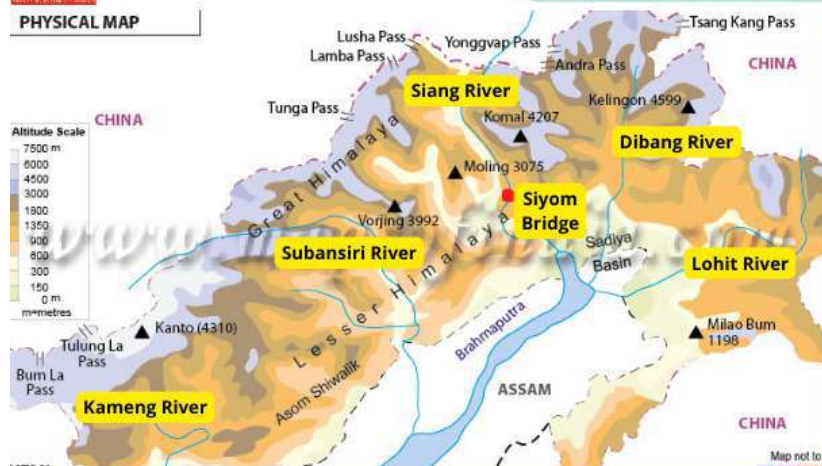 PHYSICAL MAP
Tsang Kang Pass
Lusha Pass
Yonggyap Pass
Lamba Pass
Andra Pass
CHINA
Siang River
Kelingon 4599
Tunga Pass
CHINA
Komal 4207
Altitude Scale
7500 m
6000
4500
3000
1800
1350
900
600
300
150
0 m
m=metres
Dibang River
Great Himalaya
Moling 3075
Siyom
Bridge
Vorjing 3992
Subansiri River
Sadiya
Basin
Lohit River
Lesser Himalaya
Brahmaputra
Kanto (4310)
Milao Bum
1198
Tulung La
Pass
Bum La
Pass
Asom Shiwalik
ASSAM
Kameng River
CHINA
Map not to